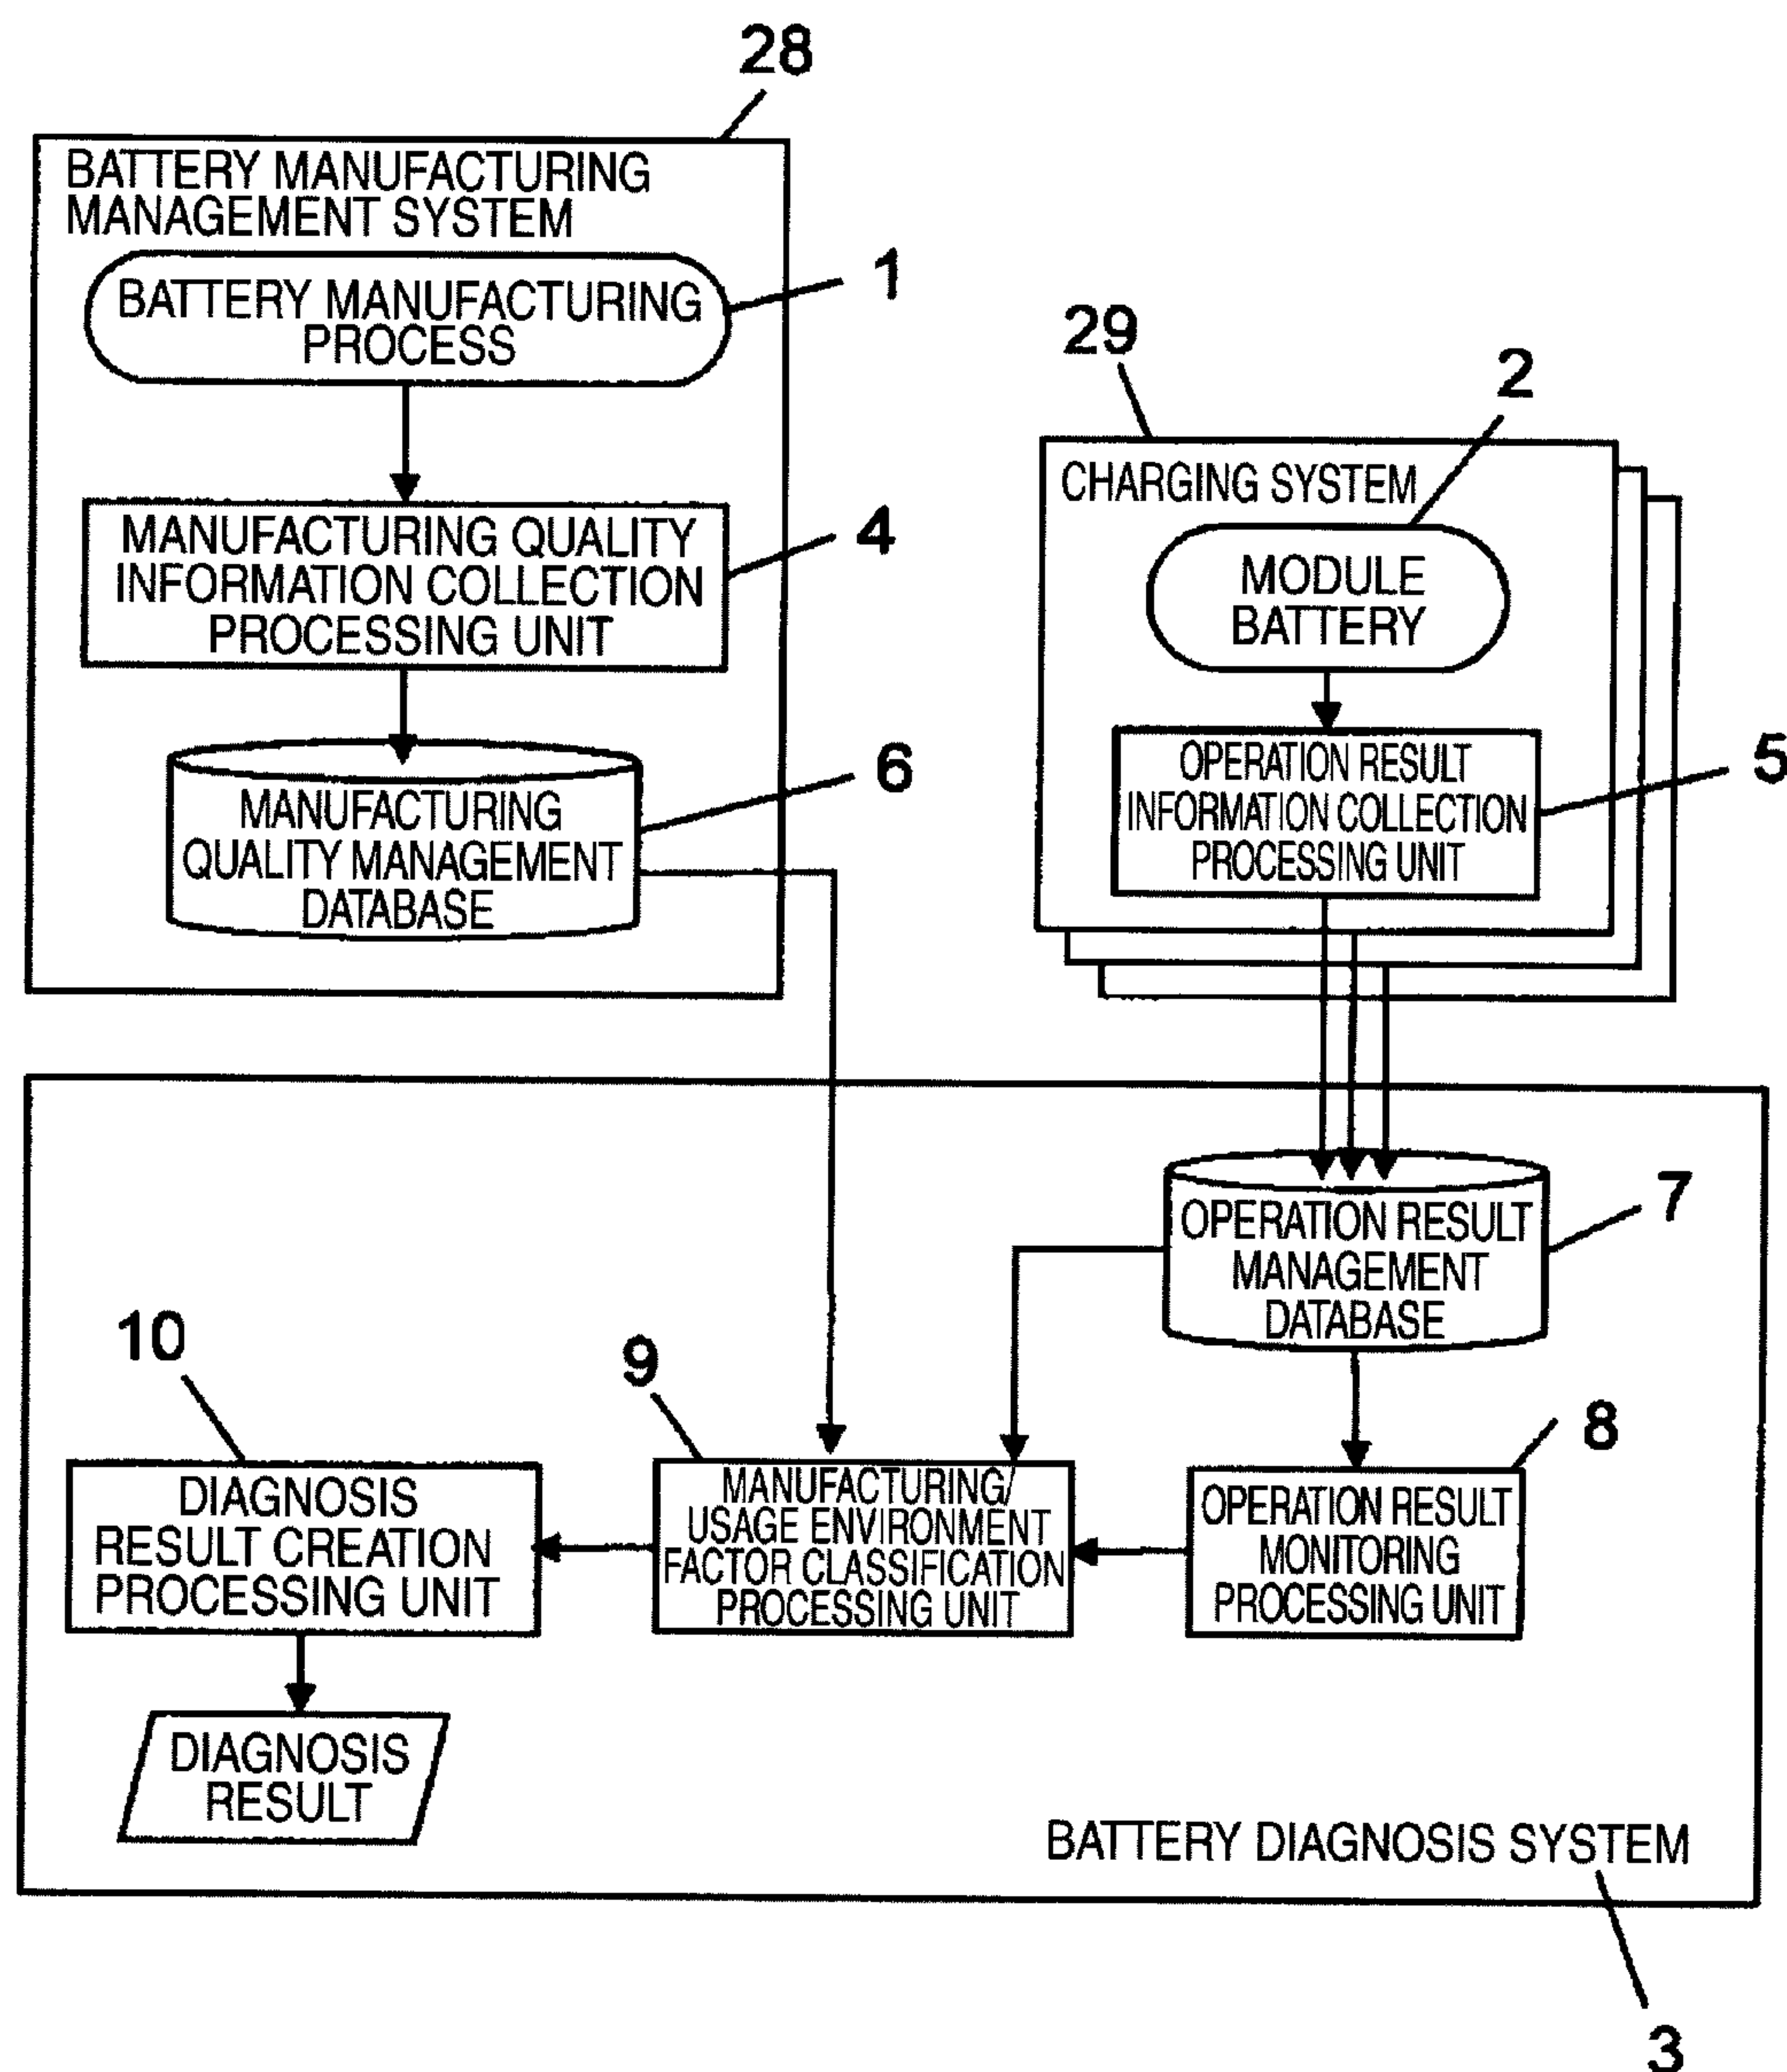 28
BATTERY MANUFACTURING
MANAGEMENT SYSTEM
BATTERY MANUFACTURING
PROCESS
1
MANUFACTURING QUALITY
INFORMATION COLLECTION
PROCESSING UNIT
4
MANUFACTURING
QUALITY MANAGEMENT
DATABASE
6
29
2
CHARGING SYSTEM
MODULE
BATTERY
OPERATION RESULT
INFORMATION COLLECTION
PROCESSING UNIT
5
OPERATION RESULT
MANAGEMENT
DATABASE
7
10
9
8
DIAGNOSIS
RESULT CREATION
PROCESSING UNIT
MANUFACTURING/
USAGE ENVIRONMENT
FACTOR CLASSIFICATION
PROCESSING UNIT
OPERATION RESULT
MONITORING
PROCESSING UNIT
DIAGNOSIS
RESULT
BATTERY DIAGNOSIS SYSTEM
3